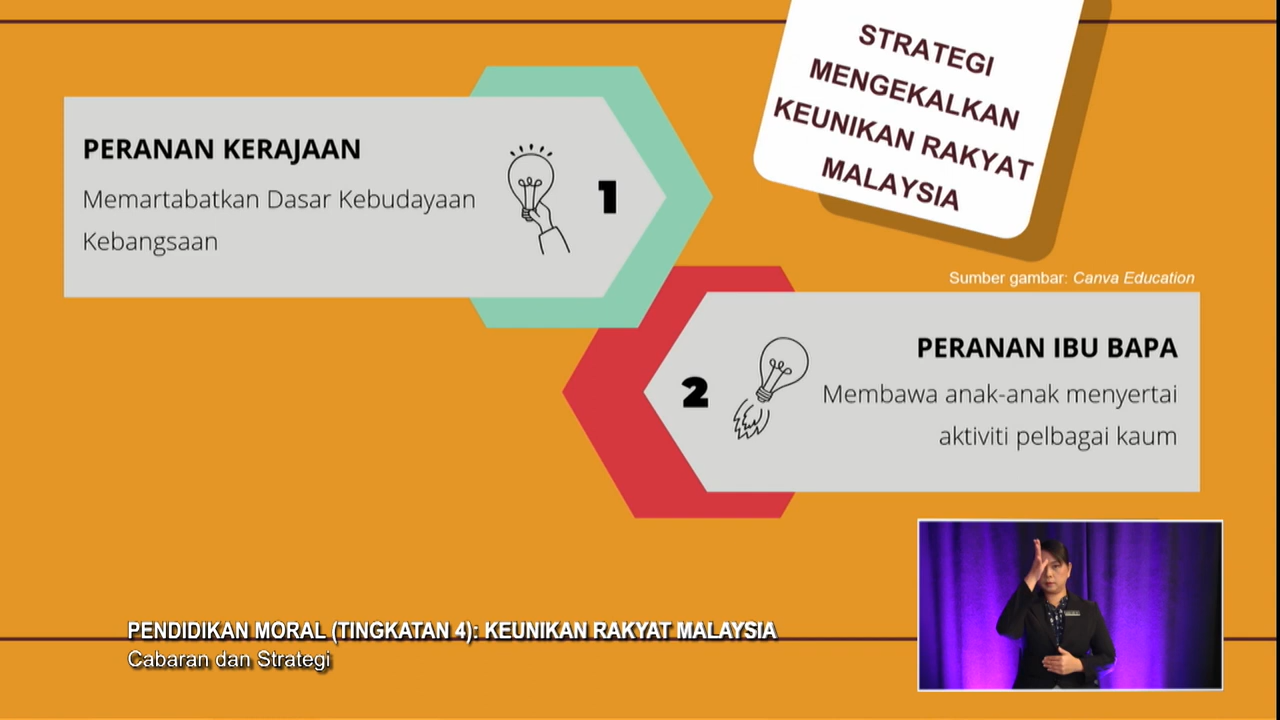 STRATEGI
MENGEKALKAN
KEUNIKAN RAKYAT
MALAYSIA
PERANAN KERAJAAN
Memartabatkan Dasar Kebudayaan
Kebangsaan
1
Sumber gambar: Canva Education
2
PERANAN IBU BAPA
Membawa anak-anak menyertai
aktiviti pelbagai kaum
PENDIDIKAN MORAL (TINGKATAN 4): KEUNIKAN RAKYAT MALAYSIA
Cabaran dan Strategi